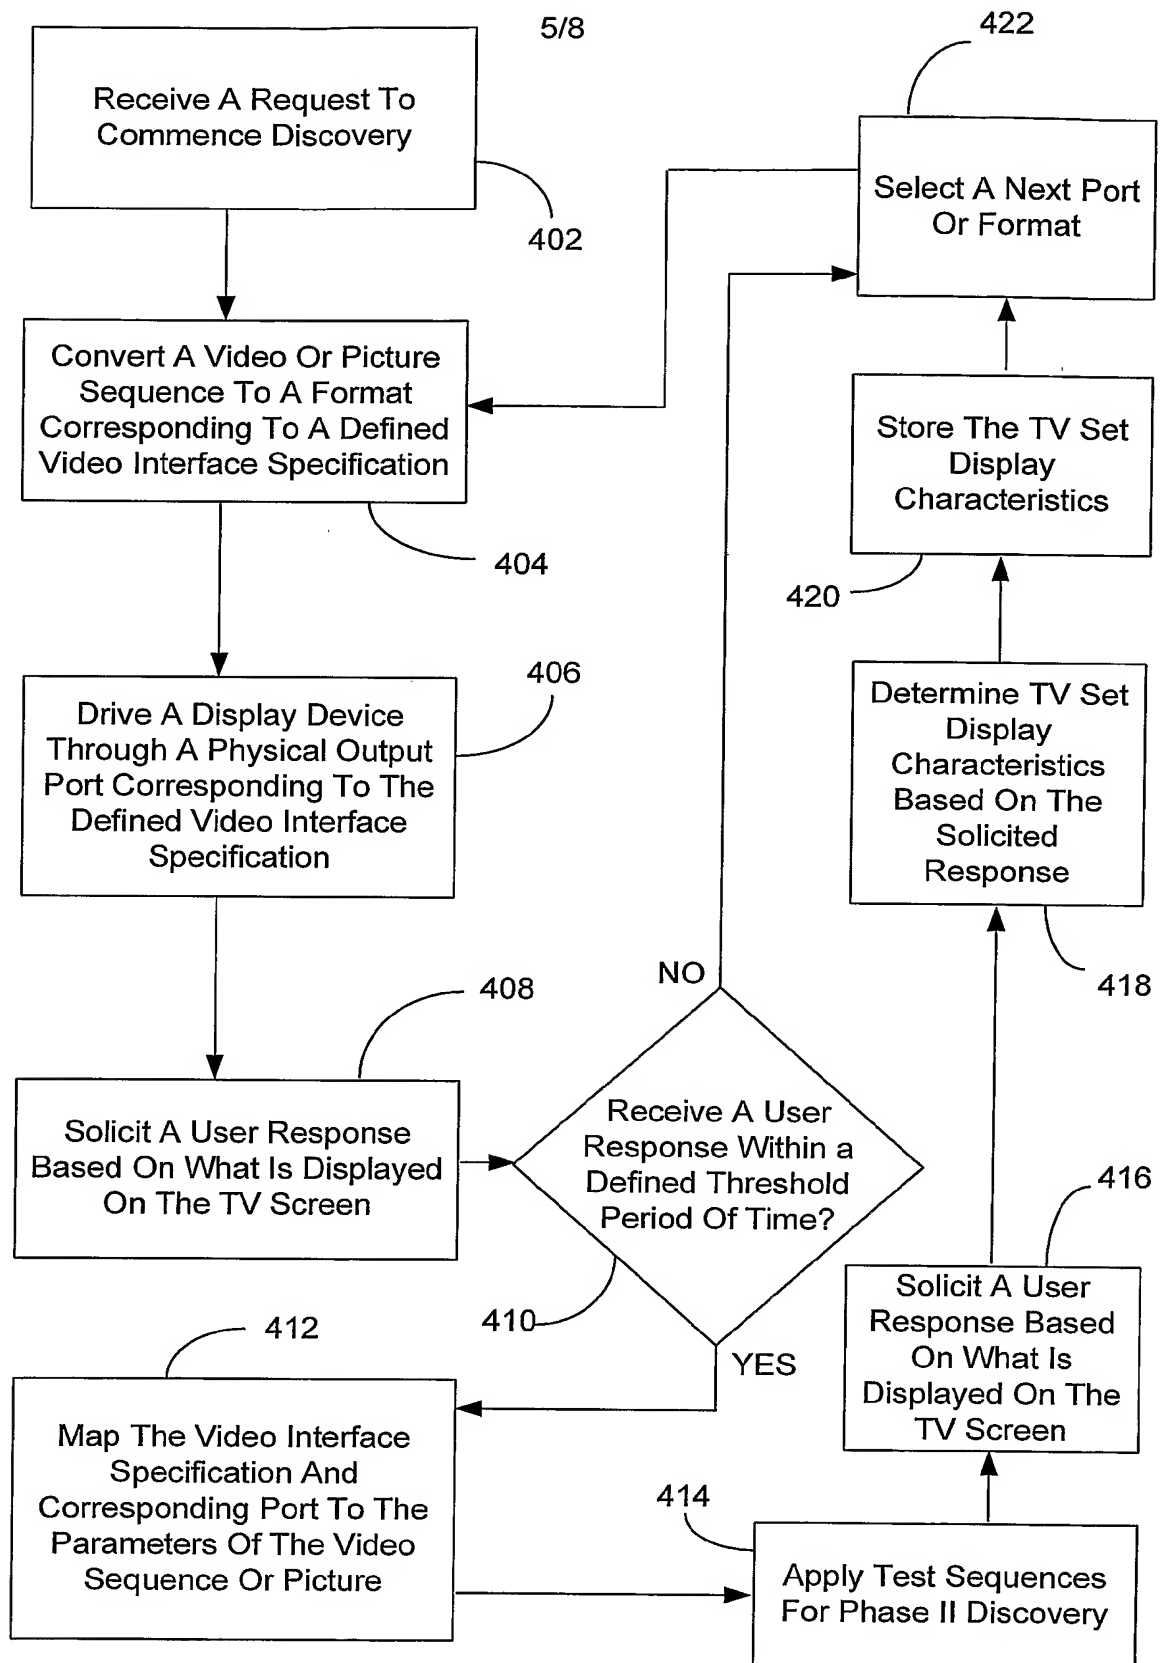 5/8
Receive A Request To
Commence Discovery
402
Convert A Video Or Picture
Sequence To A Format
Corresponding To A Defined
Video Interface Specification
404
Drive A Display Device
Through A Physical Output
Port Corresponding To The
Defined Video Interface
Specification
406
Solicit A User Response
Based On What Is Displayed
On The TV Screen
408
Receive A User
Response Within a
Defined Threshold
Period Of Time?
410
NO
YES
Map The Video Interface
Specification And
Corresponding Port To The
Parameters Of The Video
Sequence Or Picture
412
Apply Test Sequences
For Phase II Discovery
414
Solicit A User
Response Based
On What Is
Displayed On The
TV Screen
416
Determine TV Set
Display
Characteristics
Based On The
Solicited
Response
418
Store The TV Set
Display
Characteristics
420
Select A Next Port
Or Format
422